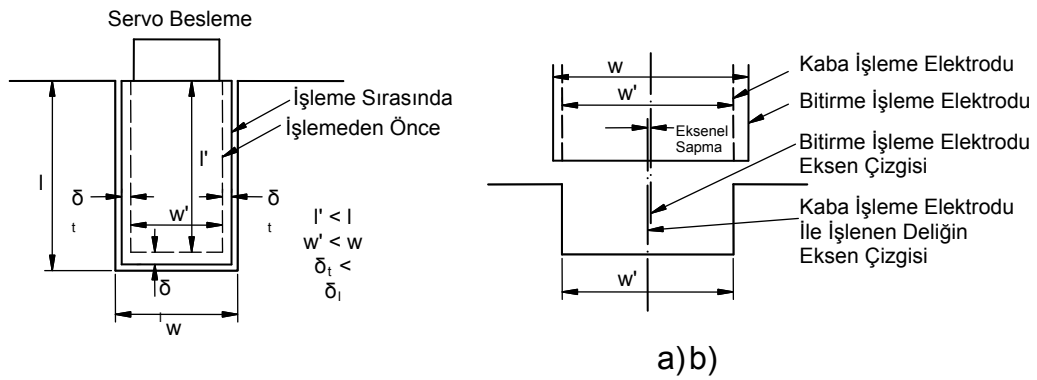 Servo Besleme
İşleme Sırasında
İşlemeden Önce
l'
l
δ
t
w'
δ
t
l' < l
w' < w
δt <
δl
δ
l
w
w
w'
Eksenel
Sapma
Kaba İşleme Elektrodu
Bitirme İşleme Elektrodu
Bitirme İşleme Elektrodu
Eksen Çizgisi
Kaba İşleme Elektrodu
İle İşlenen Deliğin
Eksen Çizgisi
w'
a) b)